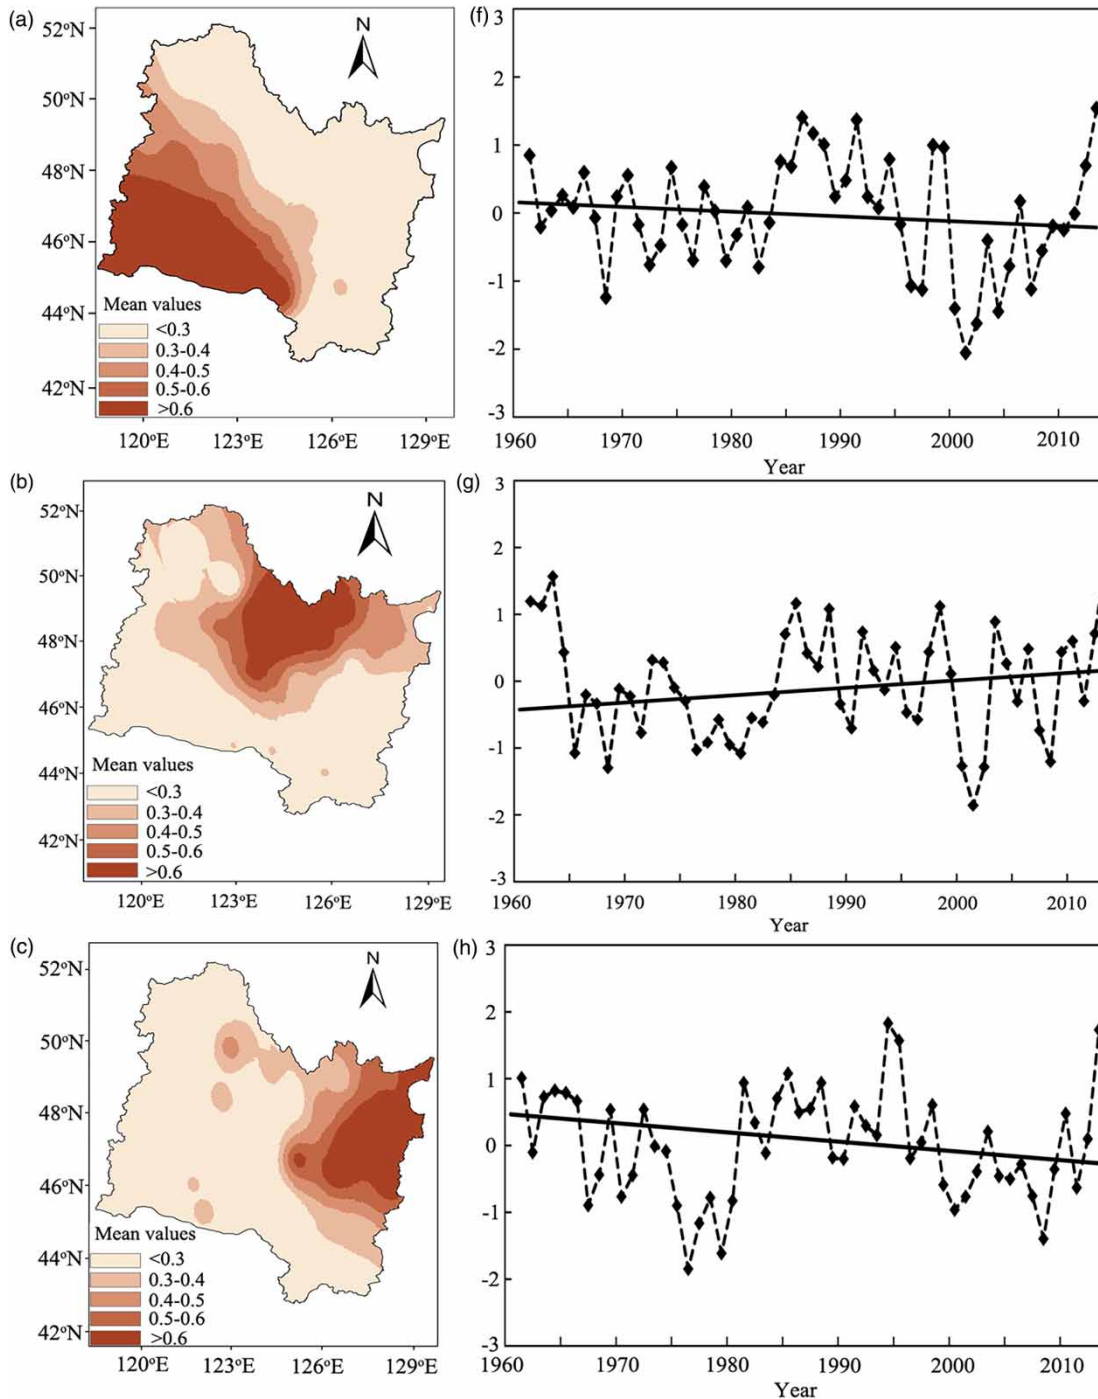 (a)
52°N
50°N
48°N
46°N
44°N
42°N
N
Mean values
<0.3
0.3-0.4
0.4-0.5
0.5-0.6
>0.6
120°E 123°E 126°E 129°E
(f)
3
2
1
0
-1
-2
-3
1960 1970 1980 1990 2000 2010
Year
(b)
52°N
50°N
48°N
46°N
44°N
42°N
N
Mean values
<0.3
0.3-0.4
0.4-0.5
0.5-0.6
>0.6
120°E 123°E 126°E 129°E
(g)
3
2
1
0
-1
-2
-3
1960 1970 1980 1990 2000 2010
Year
(c)
52°N
50°N
48°N
46°N
44°N
42°N
N
Mean values
<0.3
0.3-0.4
0.4-0.5
0.5-0.6
>0.6
120°E 123°E 126°E 129°E
(h)
3
2
1
0
-1
-2
-3
1960 1970 1980 1990 2000 2010
Year